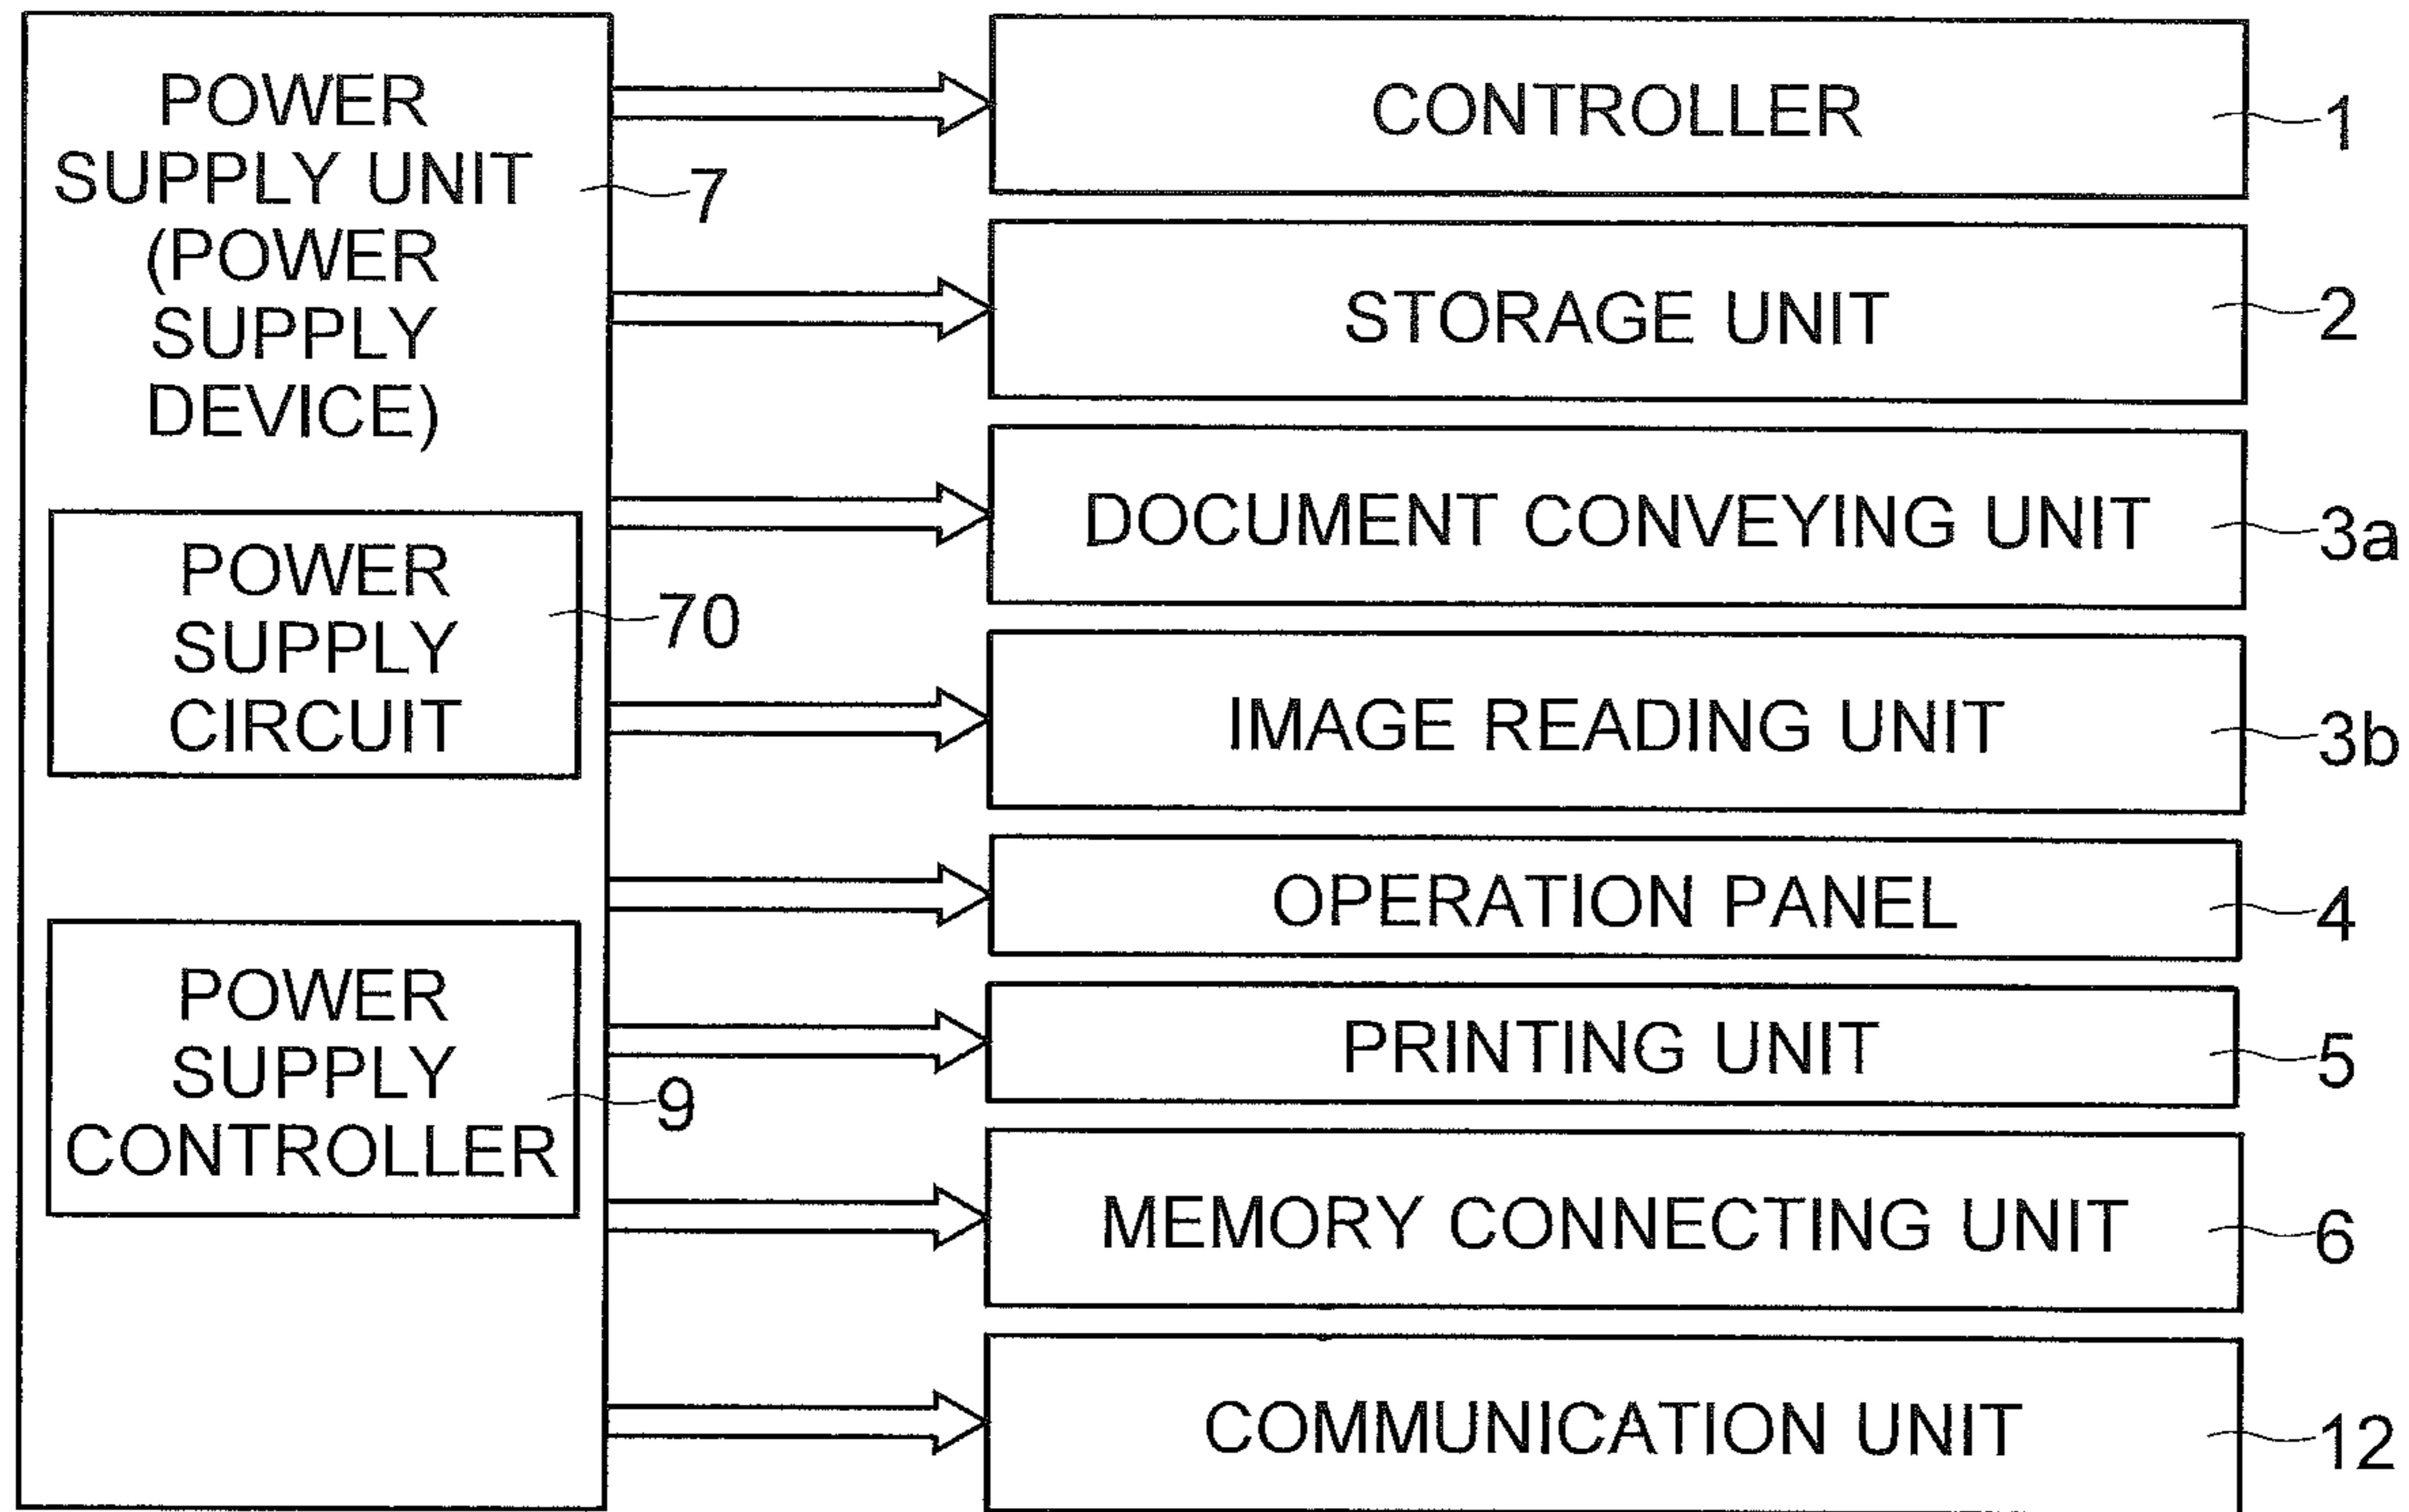 POWER
SUPPLY UNIT
(POWER
SUPPLY
DEVICE)
7
POWER
SUPPLY
CIRCUIT
70
POWER
SUPPLY
CONTROLLER
9
CONTROLLER
1
STORAGE UNIT
2
DOCUMENT CONVEYING UNIT
3a
IMAGE READING UNIT
3b
OPERATION PANEL
4
PRINTING UNIT
5
MEMORY CONNECTING UNIT
6
COMMUNICATION UNIT
12